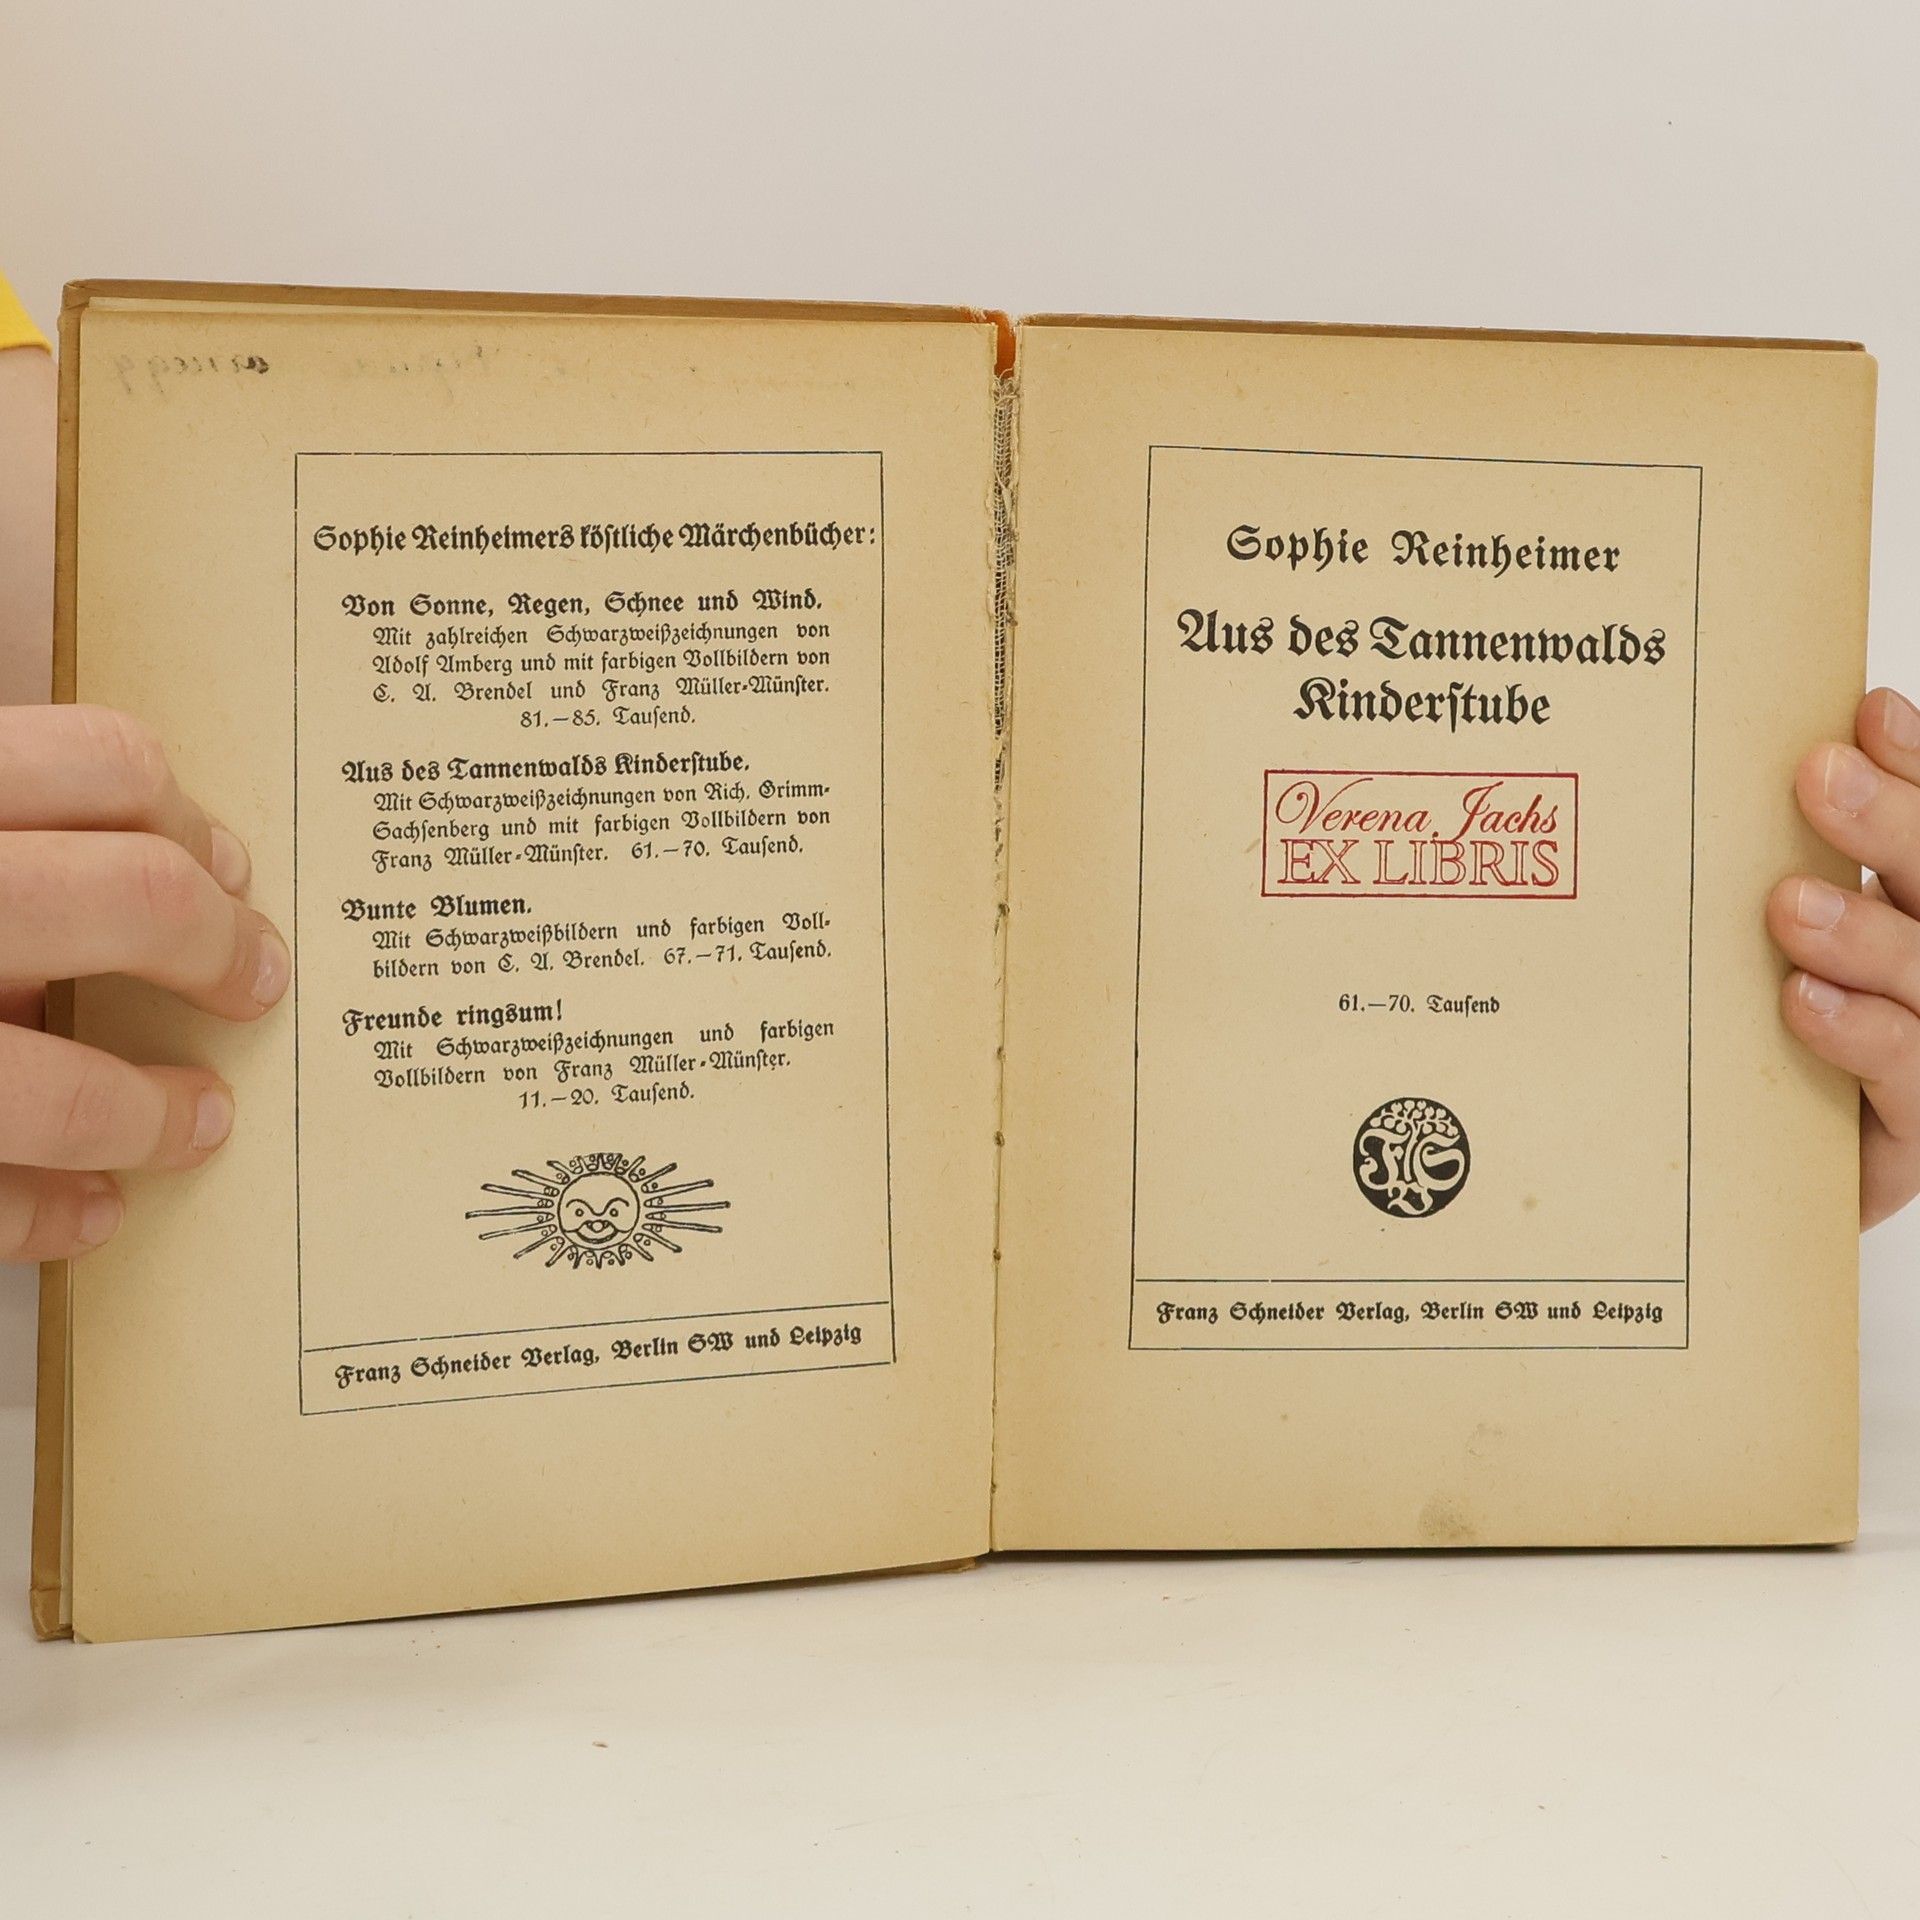 Sophie Reinheimers köstliche Märchenbücher:
Von Sonne, Regen, Schnee und Wind.
Mit zahlreichen Schwarzweißzeichnungen von
Adolf Amberg und mit farbigen Vollbildern von
C. A. Brendel und Franz Müller-Münster.
81.—85. Tausend.
Aus des Tannenwalds Kinderstube.
Mit Schwarzweißzeichnungen von Rich. Grimm-
Sachsenberg und mit farbigen Vollbildern von
Franz Müller-Münster. 61.—70. Tausend.
Bunte Blumen.
Mit Schwarzweißbildern und farbigen Voll-
bildern von C. A. Brendel. 67.—71. Tausend.
Freunde ringsum!
Mit Schwarzweißzeichnungen und farbigen
Vollbildern von Franz Müller-Münster.
11.—20. Tausend.
Franz Schneider Verlag, Berlin SW und Leipzig
Sophie Reinheimer
Aus des Tannenwalds
Kinderstube
Verena Jachs
EX LIBRIS
61.—70. Tausend
FS
Franz Schneider Verlag, Berlin SW und Leipzig